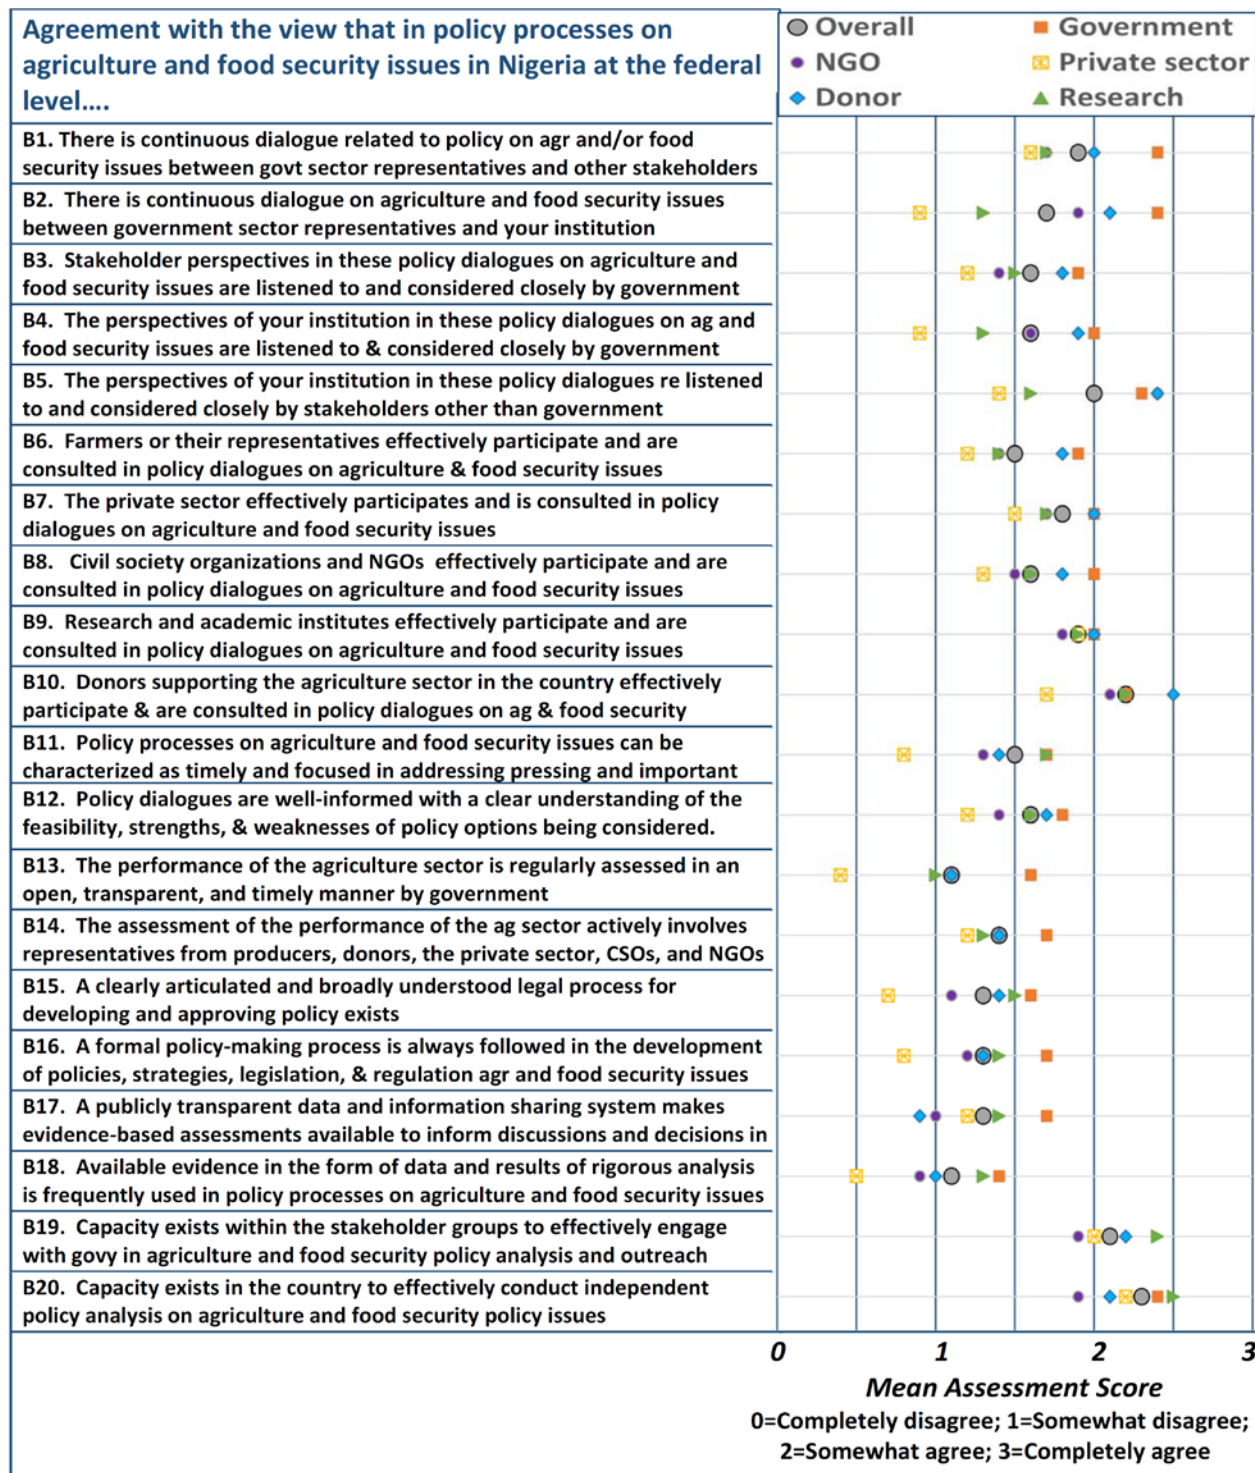 Agreement with the view that in policy processes on
agriculture and food security issues in Nigeria at the federal
level....
Overall
Government
NGO
Private sector
Donor
Research
B1. There is continuous dialogue related to policy on agr and/or food
security issues between govt sector representatives and other stakeholders
B2. There is continuous dialogue on agriculture and food security issues
between government sector representatives and your institution
B3. Stakeholder perspectives in these policy dialogues on agriculture and
food security issues are listened to and considered closely by government
B4. The perspectives of your institution in these policy dialogues on ag and
food security issues are listened to & considered closely by government
B5. The perspectives of your institution in these policy dialogues re listened
to and considered closely by stakeholders other than government
B6. Farmers or their representatives effectively participate and are
consulted in policy dialogues on agriculture & food security issues
B7. The private sector effectively participates and is consulted in policy
dialogues on agriculture and food security issues
B8. Civil society organizations and NGOs effectively participate and are
consulted in policy dialogues on agriculture and food security issues
B9. Research and academic institutes effectively participate and are
consulted in policy dialogues on agriculture and food security issues
B10. Donors supporting the agriculture sector in the country effectively
participate & are consulted in policy dialogues on ag & food security
B11. Policy processes on agriculture and food security issues can be
characterized as timely and focused in addressing pressing and important
B12. Policy dialogues are well-informed with a clear understanding of the
feasibility, strengths, & weaknesses of policy options being considered.
B13. The performance of the agriculture sector is regularly assessed in an
open, transparent, and timely manner by government
B14. The assessment of the performance of the ag sector actively involves
representatives from producers, donors, the private sector, CSOs, and NGOs
B15. A clearly articulated and broadly understood legal process for
developing and approving policy exists
B16. A formal policy-making process is always followed in the development
of policies, strategies, legislation, & regulation agr and food security issues
B17. A publicly transparent data and information sharing system makes
evidence-based assessments available to inform discussions and decisions in
B18. Available evidence in the form of data and results of rigorous analysis
is frequently used in policy processes on agriculture and food security issues
B19. Capacity exists within the stakeholder groups to effectively engage
with govy in agriculture and food security policy analysis and outreach
B20. Capacity exists in the country to effectively conduct independent
policy analysis on agriculture and food security policy issues
0 1 2 3
Mean Assessment Score
0=Completely disagree; 1=Somewhat disagree;
2=Somewhat agree; 3=Completely agree